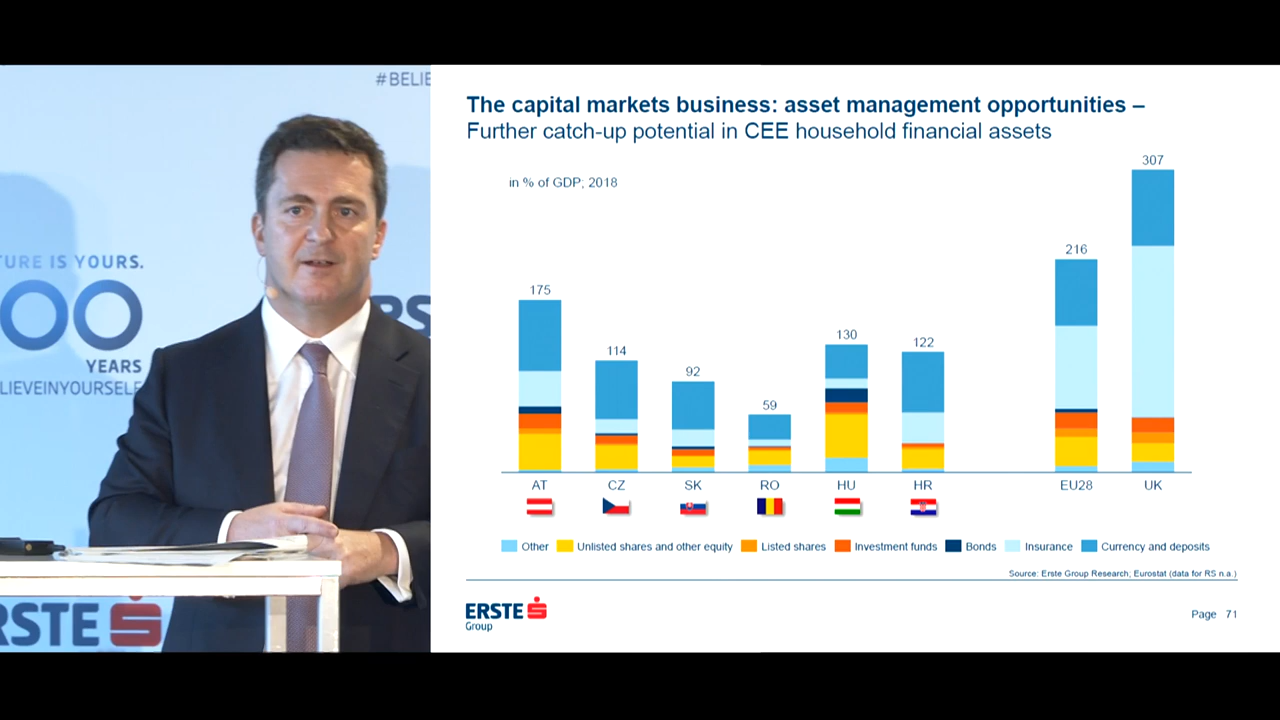 #BELIE
TURE IS YOURS.
00
YEARS
LIEVEINYOURSELF
RS
RSTE
The capital markets business: asset management opportunities –
Further catch-up potential in CEE household financial assets
in % of GDP; 2018
175
114
92
59
130
122
216
307
AT
CZ
SK
RO
HU
HR
EU28
UK
Other
Unlisted shares and other equity
Listed shares
Investment funds
Bonds
Insurance
Currency and deposits
Source: Erste Group Research; Eurostat (data for RS n.a.)
ERSTE
Group
Page 71